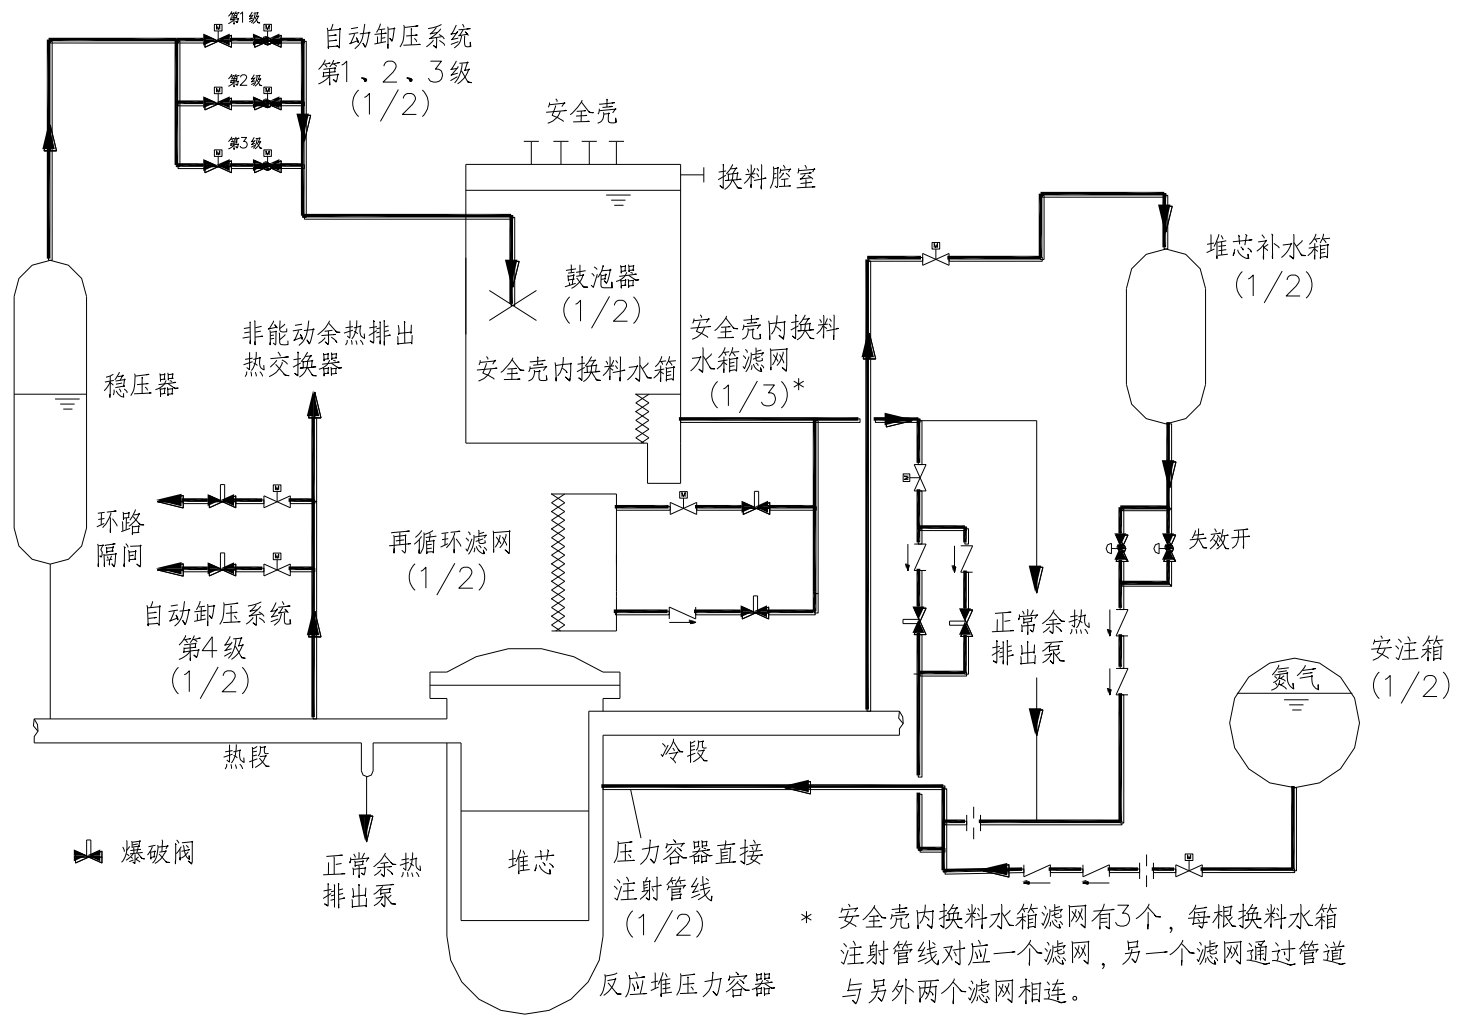 第1级
自动卸压系统
第1、2、3级
(1/2)
第2级
第3级
安全壳
换料腔室
堆芯补水箱
(1/2)
鼓泡器
(1/2)
非能动余热排出
热交换器
安全壳内换料水箱
安全壳内换料
水箱滤网
(1/3)*
稳压器
环路
隔间
再循环滤网
(1/2)
失效开
自动卸压系统
第4级
(1/2)
正常余热
排出泵
安注箱
(1/2)
氮气
热段
冷段
爆破阀
正常余热
排出泵
堆芯
压力容器直接
注射管线
(1/2)
反应堆压力容器
* 安全壳内换料水箱滤网有3个，每根换料水箱
注射管线对应一个滤网，另一个滤网通过管道
与另外两个滤网相连。
M
M
M
M
M
M
M
M
M
M
M
M